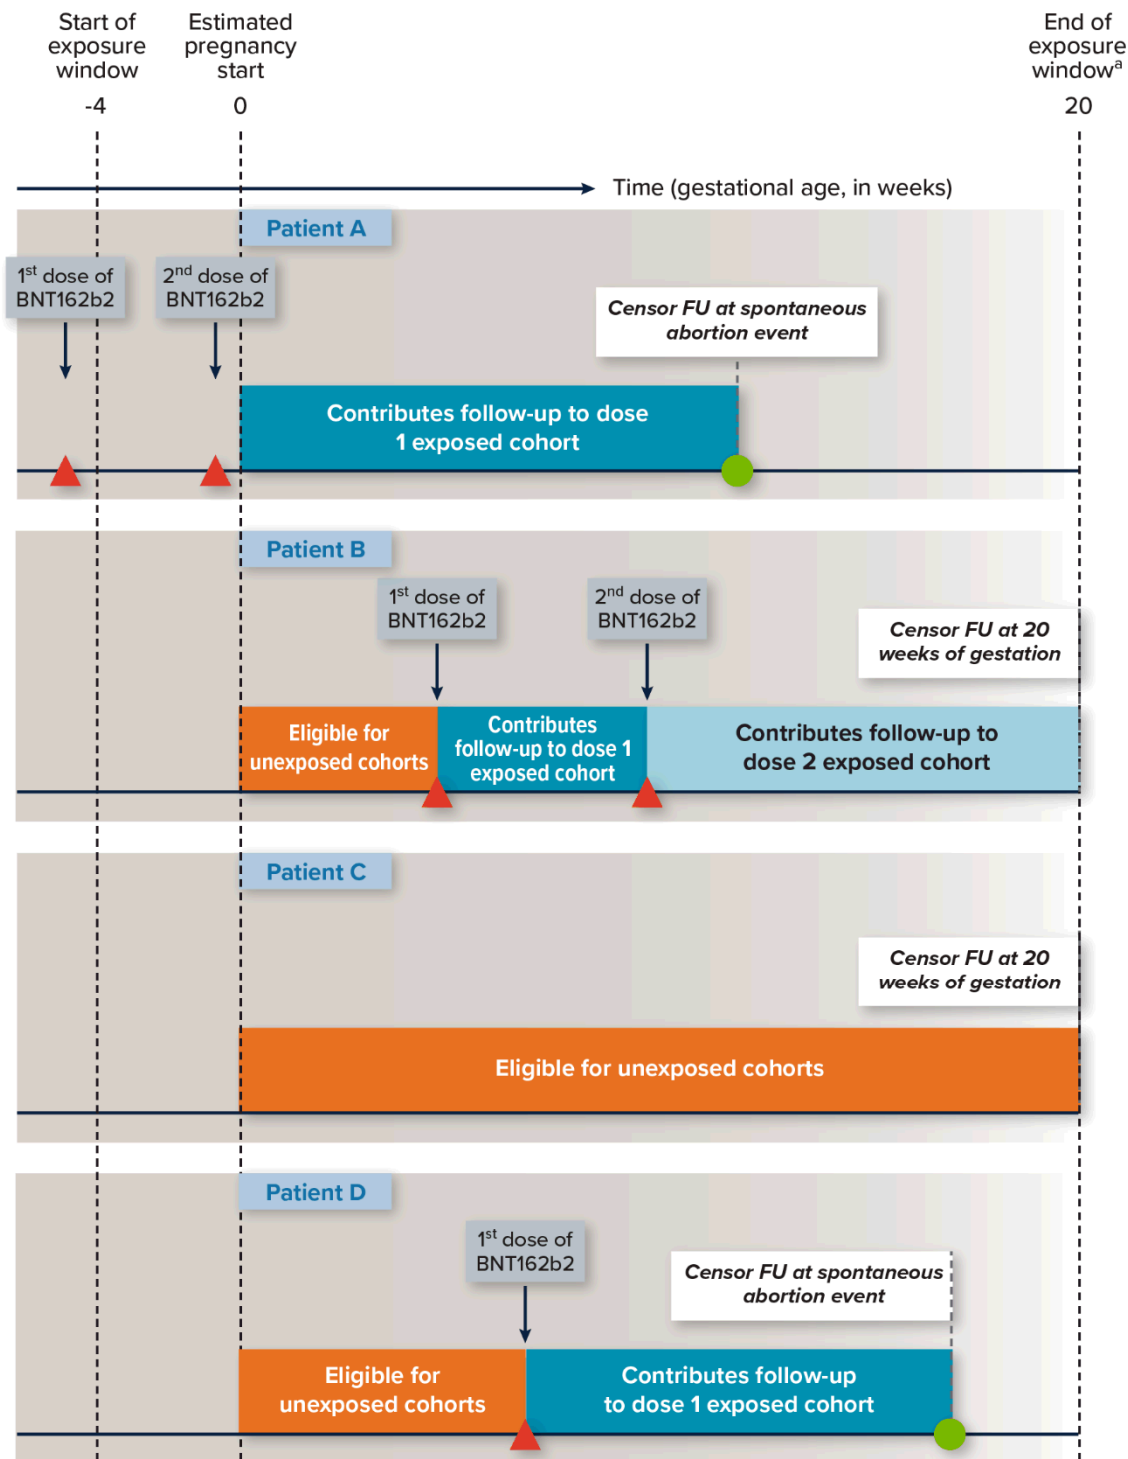 Start of
exposure
window
-4
Estimated
pregnancy
start
0
End of
exposure
windowᵃ
20
Time (gestational age, in weeks)
Patient A
1ˢᵗ dose of
BNT162b2
2ⁿᵈ dose of
BNT162b2
Censor FU at spontaneous
abortion event
Contributes follow-up to dose
1 exposed cohort
Patient B
1ˢᵗ dose of
BNT162b2
2ⁿᵈ dose of
BNT162b2
Censor FU at 20
weeks of gestation
Eligible for
unexposed cohorts
Contributes
follow-up to dose 1
exposed cohort
Contributes follow-up to
dose 2 exposed cohort
Patient C
Censor FU at 20
weeks of gestation
Eligible for unexposed cohorts
Patient D
1ˢᵗ dose of
BNT162b2
Censor FU at spontaneous
abortion event
Eligible for
unexposed cohorts
Contributes follow-up
to dose 1 exposed cohort